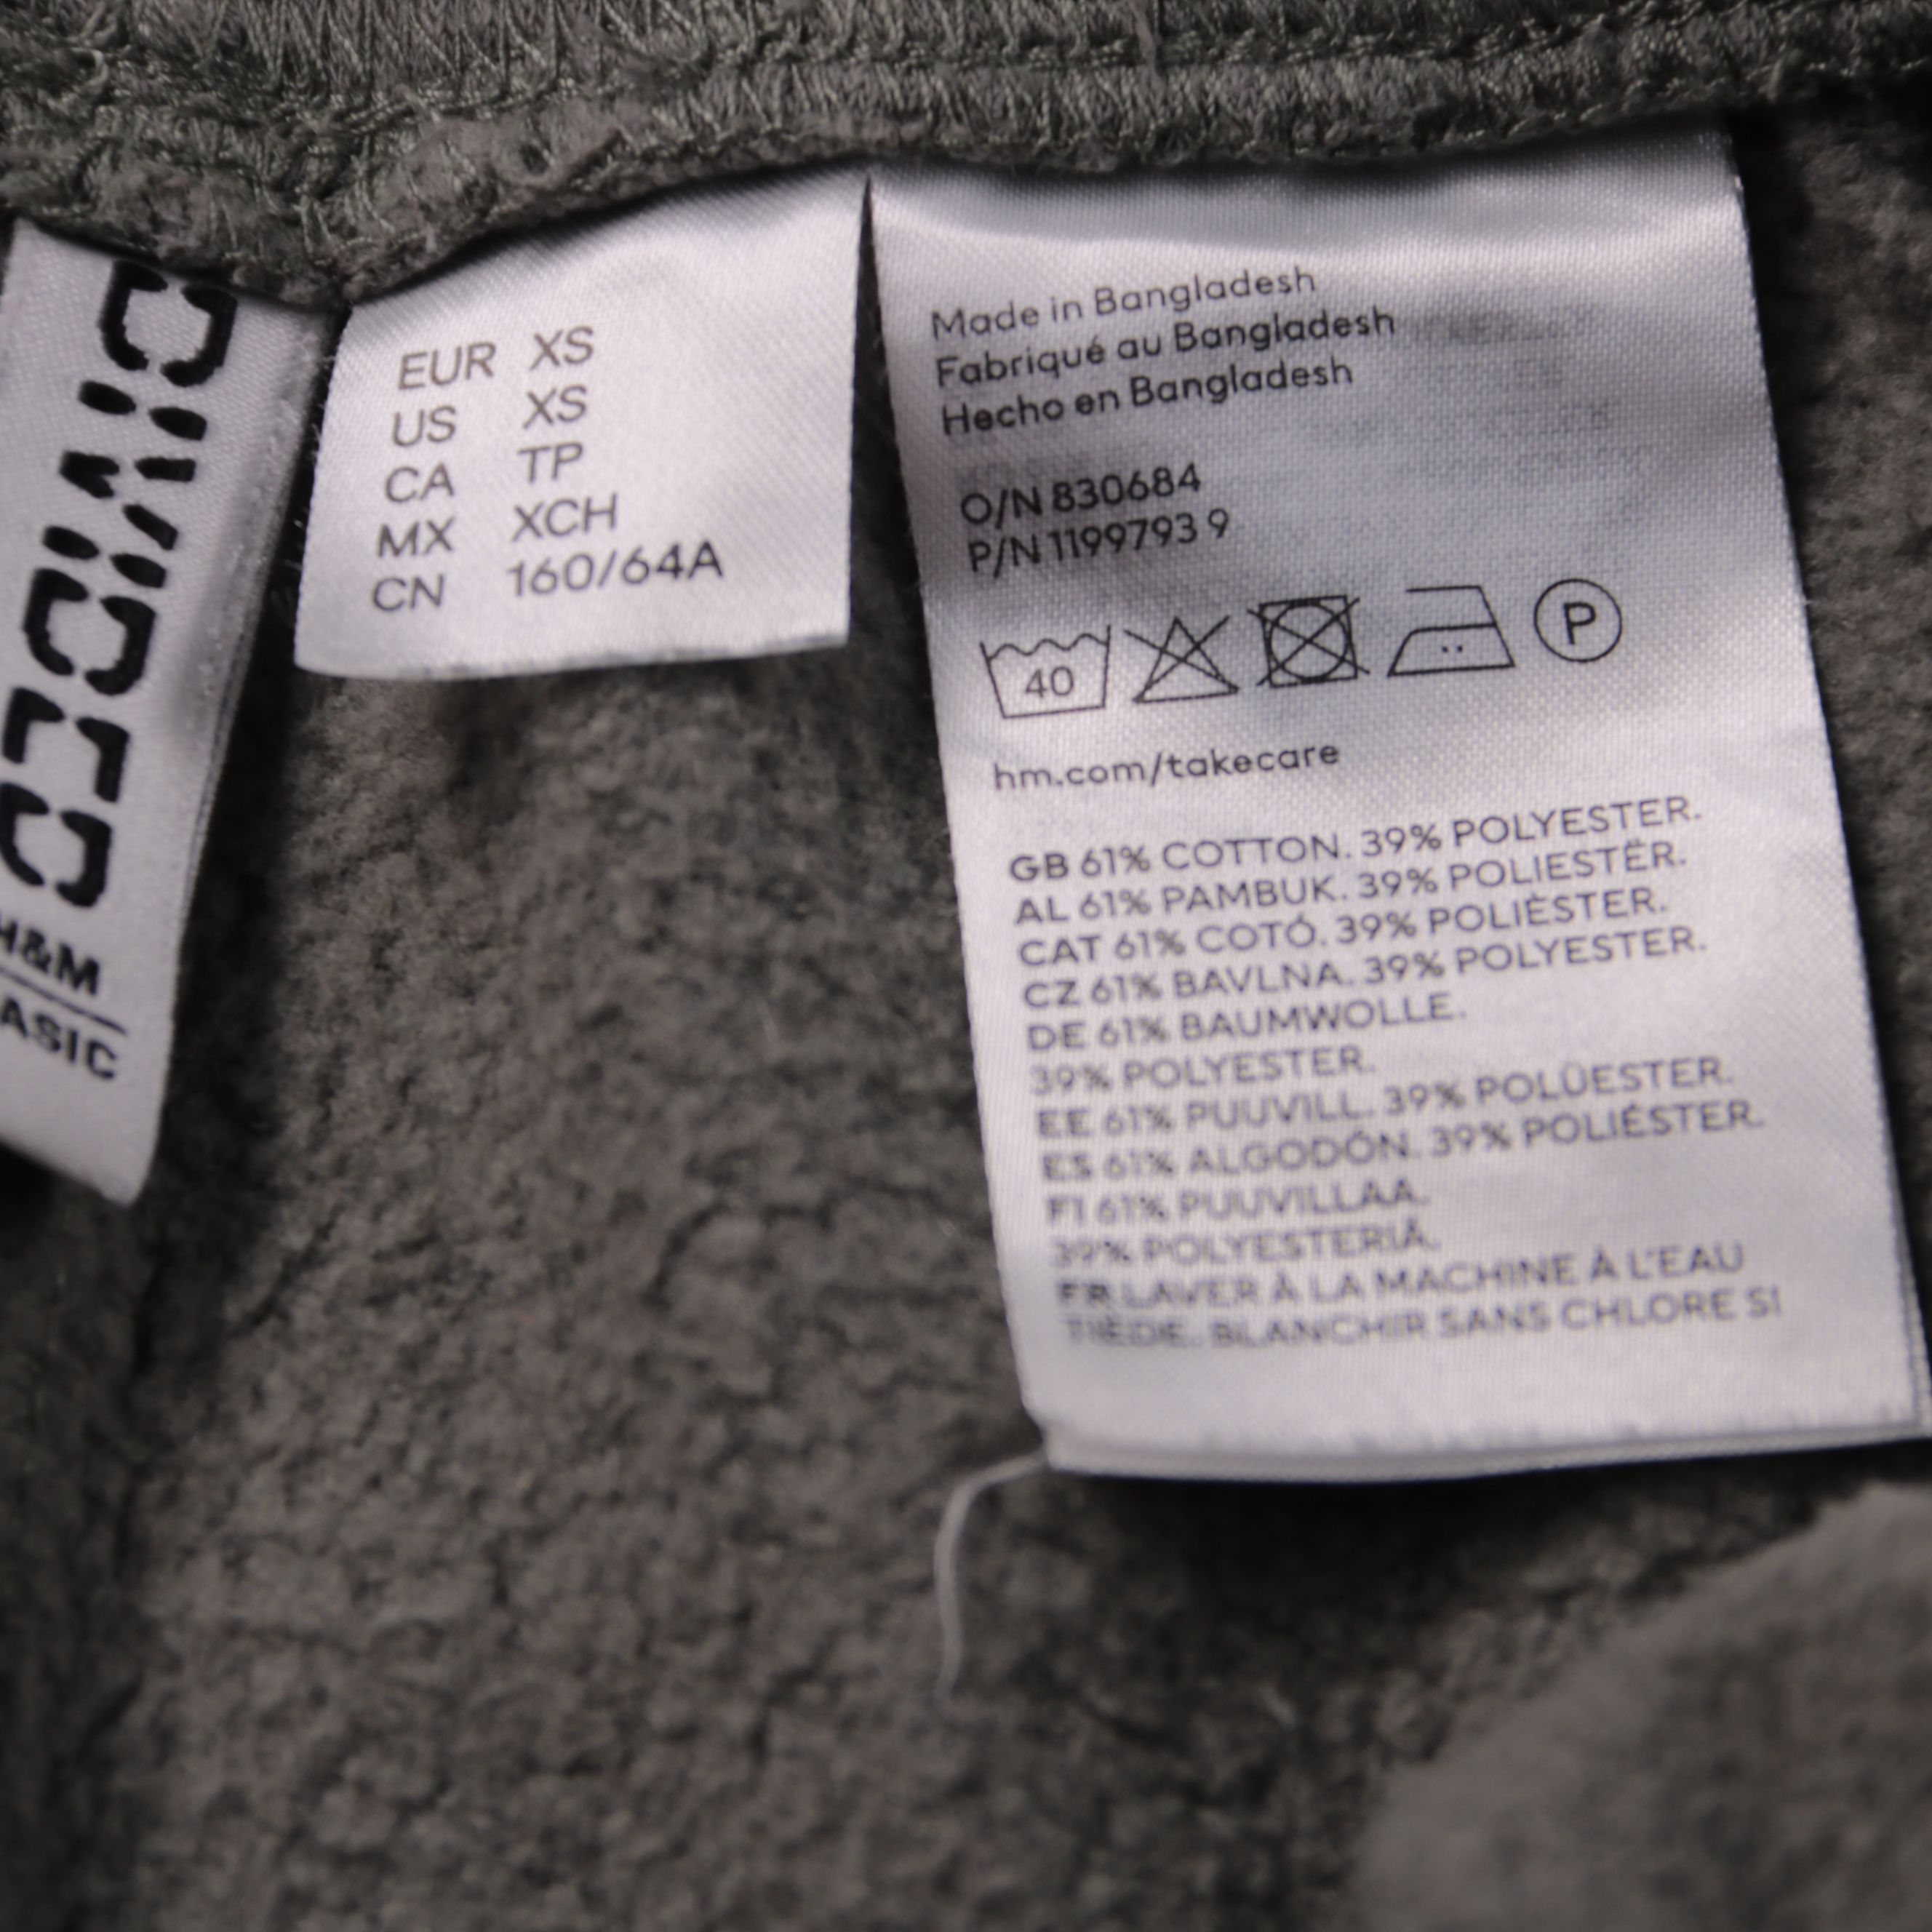 DIVIDED
H&M
ASIC
EUR XS
US XS
CA TP
MX XCH
CN 160/64A
Made in Bangladesh
Fabriqué au Bangladesh
Hecho en Bangladesh
O/N 830684
P/N 1199793 9
40
P
hm.com/takecare
GB 61% COTTON. 39% POLYESTER.
AL 61% PAMBUK. 39% POLIESTËR.
CAT 61% COTÓ. 39% POLIÈSTER.
CZ 61% BAVLNA. 39% POLYESTER.
DE 61% BAUMWOLLE.
39% POLYESTER.
EE 61% PUUVILL. 39% POLÜESTER.
ES 61% ALGODÓN. 39% POLIÉSTER.
FI 61% PUUVILLAA.
39% POLYESTERIÄ.
FR LAVER À LA MACHINE À L'EAU
TIÈDE. BLANCHIR SANS CHLORE SI